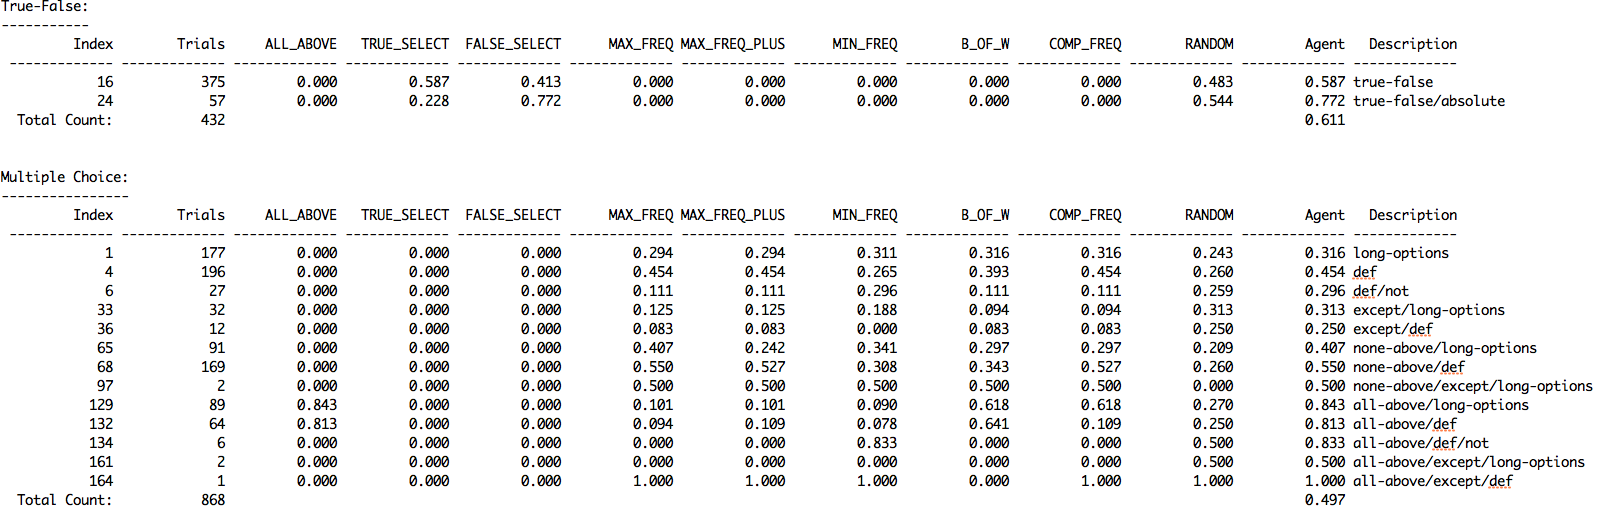 True-False:
-----------
Index Trials ALL_ABOVE TRUE_SELECT FALSE_SELECT MAX_FREQ MAX_FREQ_PLUS MIN_FREQ B_OF_W COMP_FREQ RANDOM Agent Description
------------- ------------- ------------- ------------- ------------- ------------- ------------- ------------- ------------- ------------- ------------- ------------- -------------
16 375 0.000 0.587 0.413 0.000 0.000 0.000 0.000 0.000 0.483 0.587 true-false
24 57 0.000 0.228 0.772 0.000 0.000 0.000 0.000 0.000 0.544 0.772 true-false/absolute
Total Count: 432 0.611
Multiple Choice:
----------------
Index Trials ALL_ABOVE TRUE_SELECT FALSE_SELECT MAX_FREQ MAX_FREQ_PLUS MIN_FREQ B_OF_W COMP_FREQ RANDOM Agent Description
------------- ------------- ------------- ------------- ------------- ------------- ------------- ------------- ------------- ------------- ------------- ------------- -------------
1 177 0.000 0.000 0.000 0.294 0.294 0.311 0.316 0.316 0.243 0.316 long-options
4 196 0.000 0.000 0.000 0.454 0.454 0.265 0.393 0.454 0.260 0.454 def
6 27 0.000 0.000 0.000 0.111 0.111 0.296 0.111 0.111 0.259 0.296 def/not
33 32 0.000 0.000 0.000 0.125 0.125 0.188 0.094 0.094 0.313 0.313 except/long-options
36 12 0.000 0.000 0.000 0.083 0.083 0.000 0.083 0.083 0.250 0.250 except/def
65 91 0.000 0.000 0.000 0.407 0.242 0.341 0.297 0.297 0.209 0.407 none-above/long-options
68 169 0.000 0.000 0.000 0.550 0.527 0.308 0.343 0.527 0.260 0.550 none-above/def
97 2 0.000 0.000 0.000 0.500 0.500 0.500 0.500 0.500 0.000 0.500 none-above/except/long-options
129 89 0.843 0.000 0.000 0.101 0.101 0.090 0.618 0.618 0.270 0.843 all-above/long-options
132 64 0.813 0.000 0.000 0.094 0.109 0.078 0.641 0.109 0.250 0.813 all-above/def
134 6 0.000 0.000 0.000 0.000 0.000 0.833 0.000 0.000 0.500 0.833 all-above/def/not
161 2 0.000 0.000 0.000 0.000 0.000 0.000 0.000 0.000 0.500 0.500 all-above/except/long-options
164 1 0.000 0.000 0.000 1.000 1.000 1.000 0.000 1.000 1.000 1.000 all-above/except/def
Total Count: 868 0.497